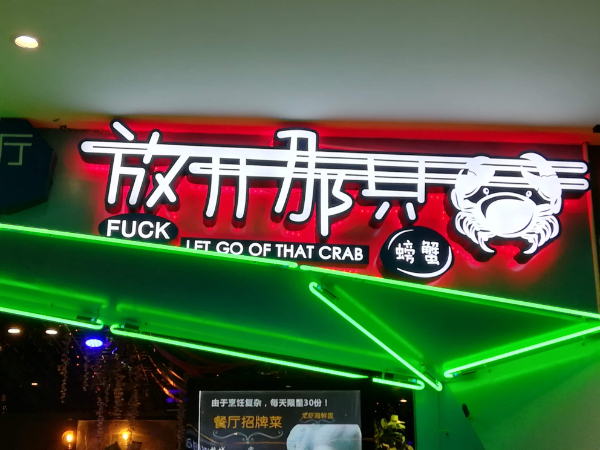 厅
放开那只
FUCK
LET GO OF THAT CRAB
螃蟹
由于烹饪复杂，每天限量30份！
餐厅招牌菜